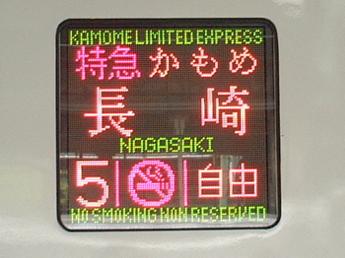 KAMOME LIMITED EXPRESS
特急かもめ
長崎
NAGASAKI
5 自由
NO SMOKING NON RESERVED